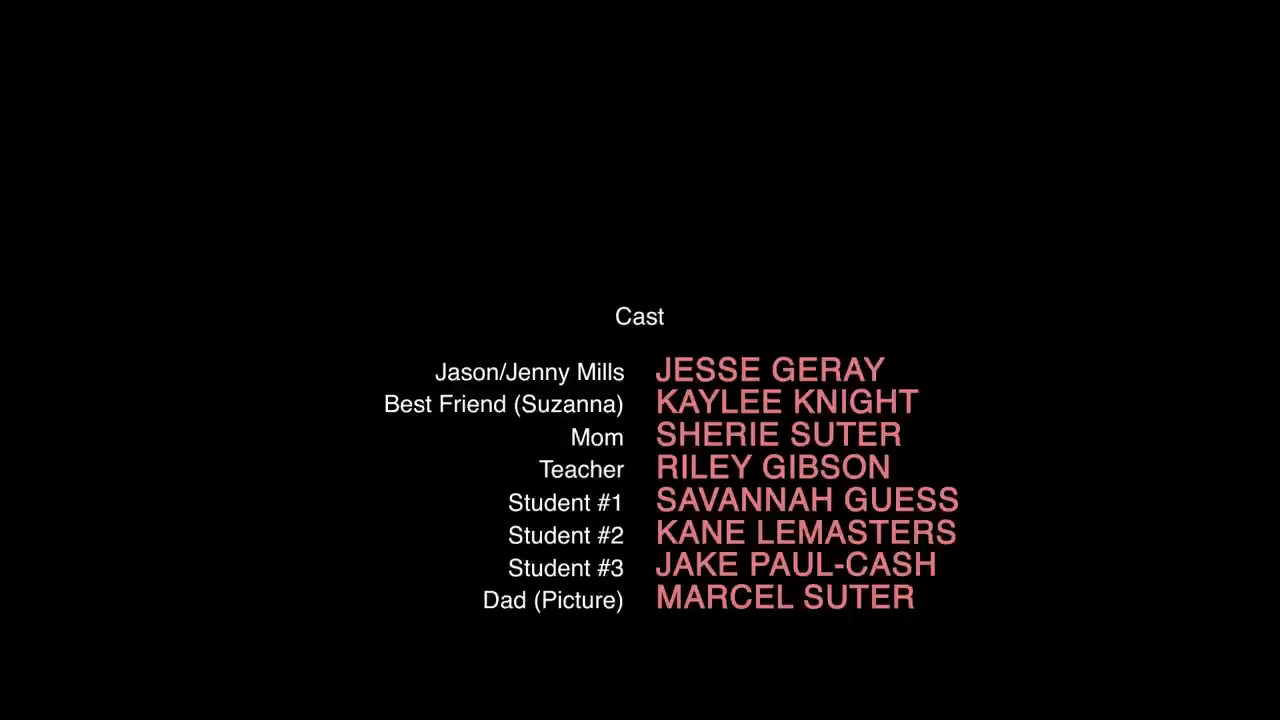 Cast
Jason/Jenny Mills JESSE GERAY
Best Friend (Suzanna) KAYLEE KNIGHT
Mom SHERIE SUTER
Teacher RILEY GIBSON
Student #1 SAVANNAH GUESS
Student #2 KANE LEMASTERS
Student #3 JAKE PAUL-CASH
Dad (Picture) MARCEL SUTER